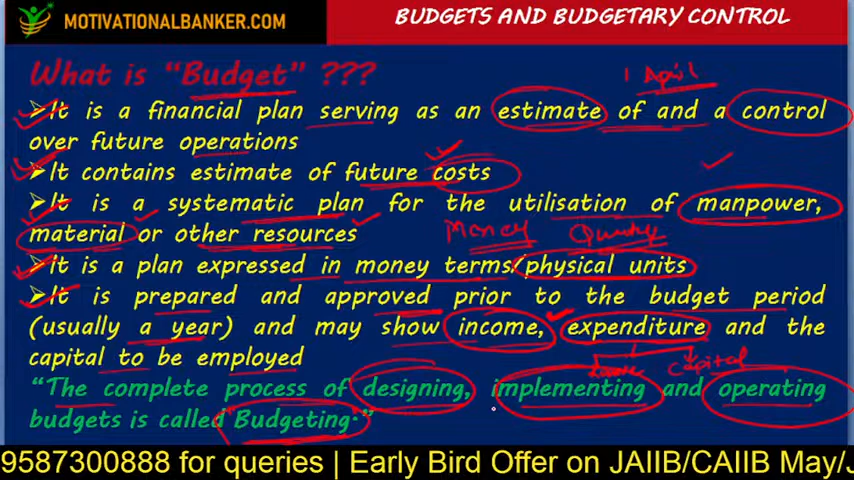 MOTIVATIONALBANKER.COM
BUDGETS AND BUDGETARY CONTROL
What is "Budget" ???
1 April
It is a financial plan serving as an estimate of and a control
over future operations
It contains estimate of future costs
It is a systematic plan for the utilisation of manpower,
material or other resources
Money Quantity
It is a plan expressed in money terms/physical units
It is prepared and approved prior to the budget period
(usually a year) and may show income, expenditure and the
capital to be employed
Capital
"The complete process of designing, implementing and operating
budgets is called "Budgeting."
9587300888 for queries | Early Bird Offer on JAIIB/CAIIB May/J